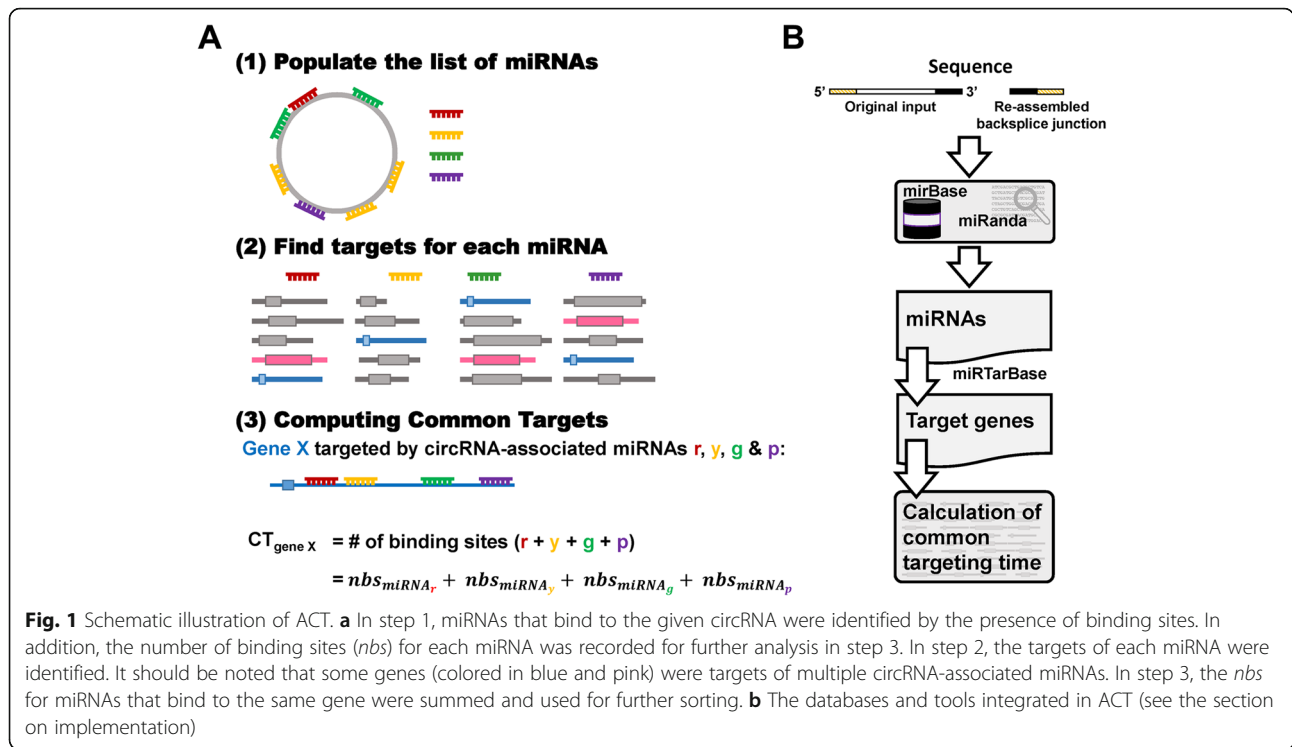 A
(1) Populate the list of miRNAs
(2) Find targets for each miRNA
(3) Computing Common Targets
Gene X targeted by circRNA-associated miRNAs r, y, g & p:
CTgene X = # of binding sites (r + y + g + p)
= nbsmiRNAr + nbsmiRNAy + nbsmiRNAg + nbsmiRNAp
B
Sequence
5' 3'
Original input
Re-assembled
backsplice junction
mirBase
miRanda
miRNAs
miRTarBase
Target genes
Calculation of
common
targeting time
Fig. 1 Schematic illustration of ACT. a In step 1, miRNAs that bind to the given circRNA were identified by the presence of binding sites. In
addition, the number of binding sites (nbs) for each miRNA was recorded for further analysis in step 3. In step 2, the targets of each miRNA were
identified. It should be noted that some genes (colored in blue and pink) were targets of multiple circRNA-associated miRNAs. In step 3, the nbs
for miRNAs that bind to the same gene were summed and used for further sorting. b The databases and tools integrated in ACT (see the section
on implementation)